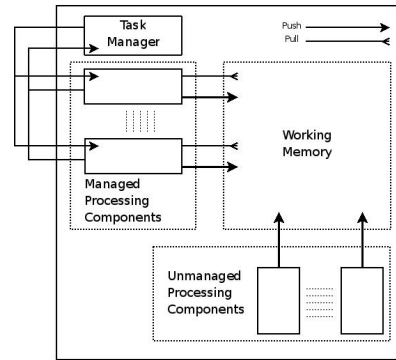 Task
Manager
Push
Pull
Working
Memory
Managed
Processing
Components
Unmanaged
Processing
Components